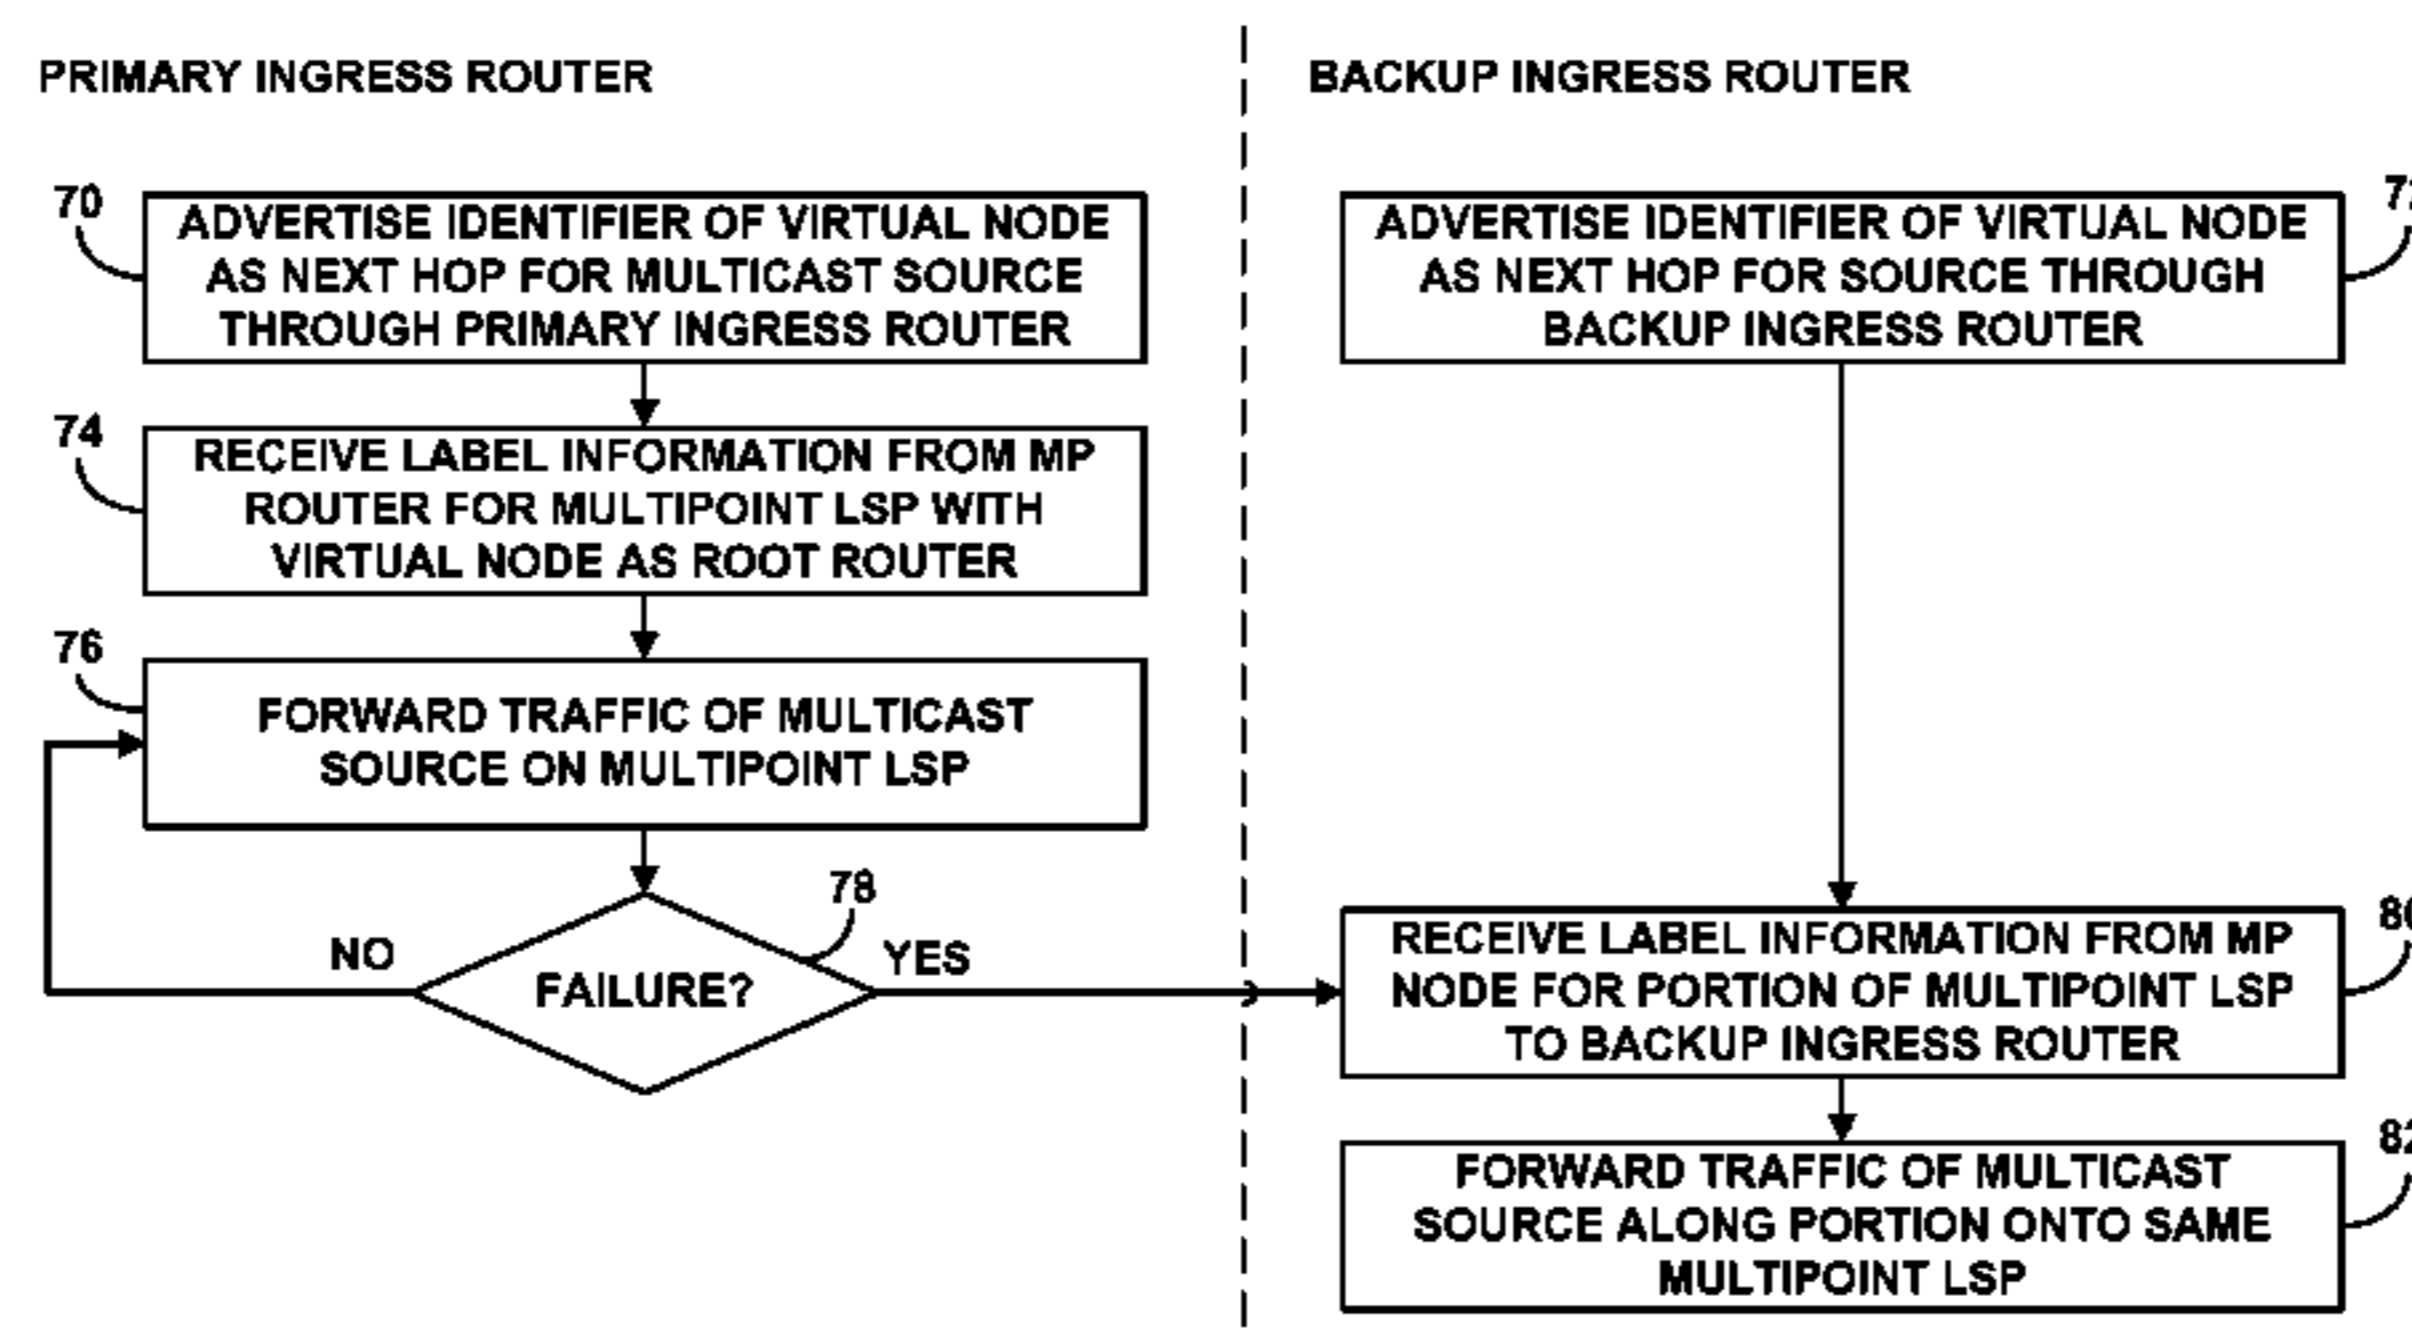 PRIMARY INGRESS ROUTER
70
ADVERTISE IDENTIFIER OF VIRTUAL NODE
AS NEXT HOP FOR MULTICAST SOURCE
THROUGH PRIMARY INGRESS ROUTER
74
RECEIVE LABEL INFORMATION FROM MP
ROUTER FOR MULTIPOINT LSP WITH
VIRTUAL NODE AS ROOT ROUTER
76
FORWARD TRAFFIC OF MULTICAST
SOURCE ON MULTIPOINT LSP
78
NO
FAILURE?
YES
BACKUP INGRESS ROUTER
ADVERTISE IDENTIFIER OF VIRTUAL NODE
AS NEXT HOP FOR SOURCE THROUGH
BACKUP INGRESS ROUTER
RECEIVE LABEL INFORMATION FROM MP
NODE FOR PORTION OF MULTIPOINT LSP
TO BACKUP INGRESS ROUTER
FORWARD TRAFFIC OF MULTICAST
SOURCE ALONG PORTION ONTO SAME
MULTIPOINT LSP